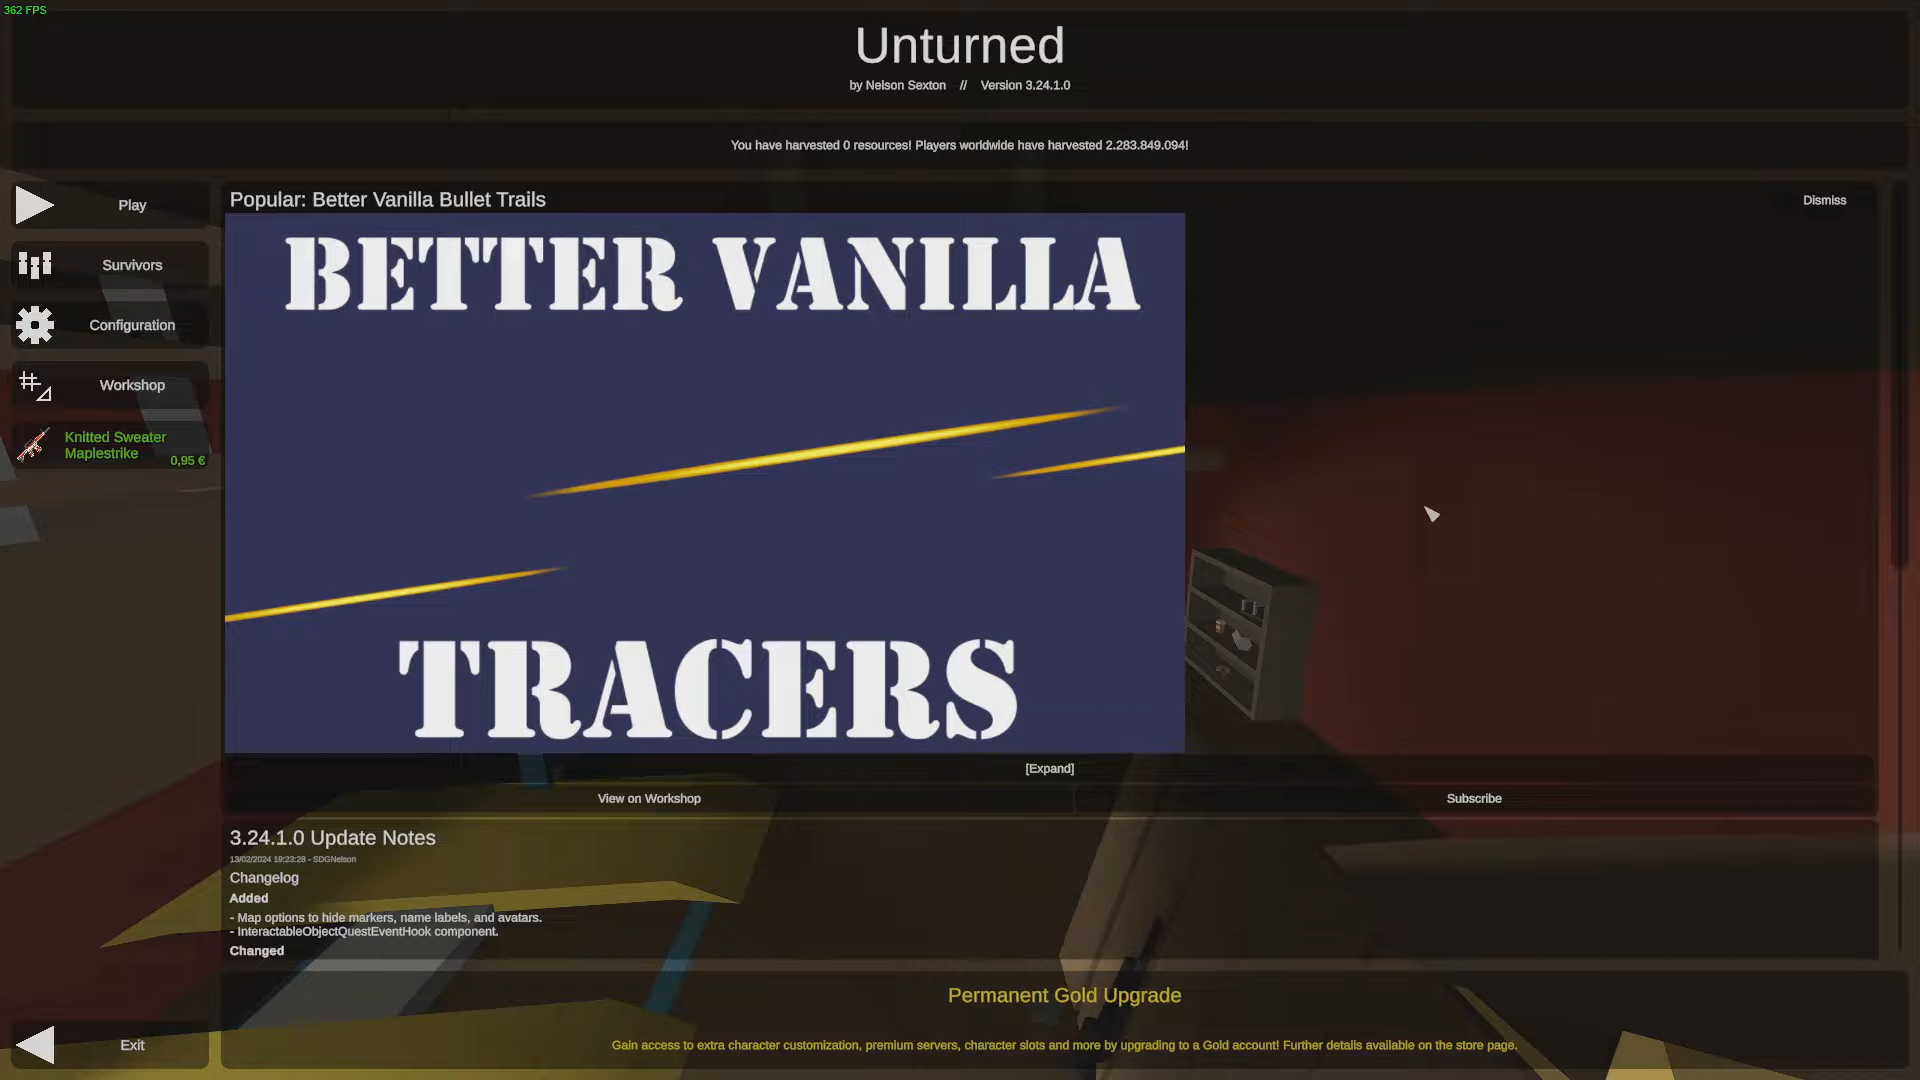 362 FPS
Unturned
by Nelson Sexton // Version 3.24.1.0
You have harvested 0 resources! Players worldwide have harvested 2.283.849.094!
Play
Survivors
Configuration
Workshop
Knitted Sweater
Maplestrike
0,95 €
Popular: Better Vanilla Bullet Trails
Dismiss
BETTER VANILLA
TRACERS
[Expand]
View on Workshop
Subscribe
3.24.1.0 Update Notes
13/02/2024 19:23:28 - SDGNelson
Changelog
Added
- Map options to hide markers, name labels, and avatars.
- InteractableObjectQuestEventHook component.
Changed
Permanent Gold Upgrade
Gain access to extra character customization, premium servers, character slots and more by upgrading to a Gold account! Further details available on the store page.
Exit